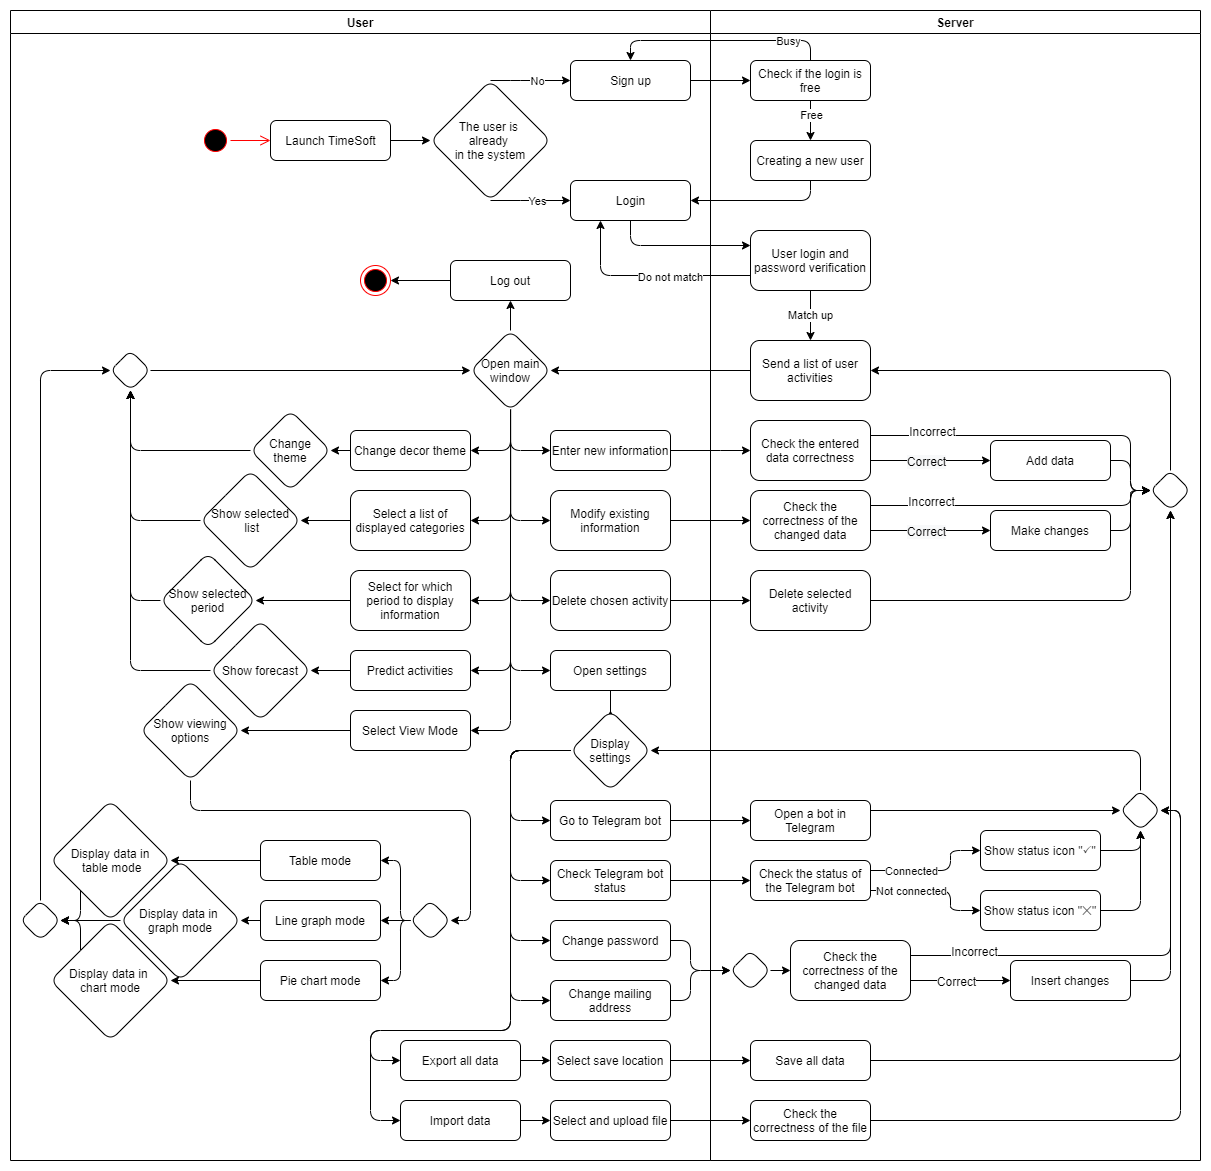 User
Server
Busy
Sign up
Check if the login is
free
No
Free
Launch TimeSoft
The user is
already
in the system
Creating a new user
Yes
Login
User login and
password verification
Do not match
Log out
Match up
Open main
window
Send a list of user
activities
Change
theme
Change decor theme
Enter new information
Check the entered
data correctness
Incorrect
Correct
Add data
Show selected
list
Select a list of
displayed categories
Modify existing
information
Check the
correctness of the
changed data
Incorrect
Correct
Make changes
Show selected
period
Select for which
period to display
information
Delete chosen activity
Delete selected
activity
Show forecast
Predict activities
Open settings
Show viewing
options
Select View Mode
Display
settings
Go to Telegram bot
Open a bot in
Telegram
Display data in
table mode
Table mode
Check Telegram bot
status
Check the status of
the Telegram bot
Connected
Not connected
Show status icon "✓"
Show status icon "✕"
Display data in
graph mode
Line graph mode
Change password
Display data in
chart mode
Pie chart mode
Change mailing
address
Check the
correctness of the
changed data
Incorrect
Correct
Insert changes
Export all data
Select save location
Save all data
Import data
Select and upload file
Check the
correctness of the file